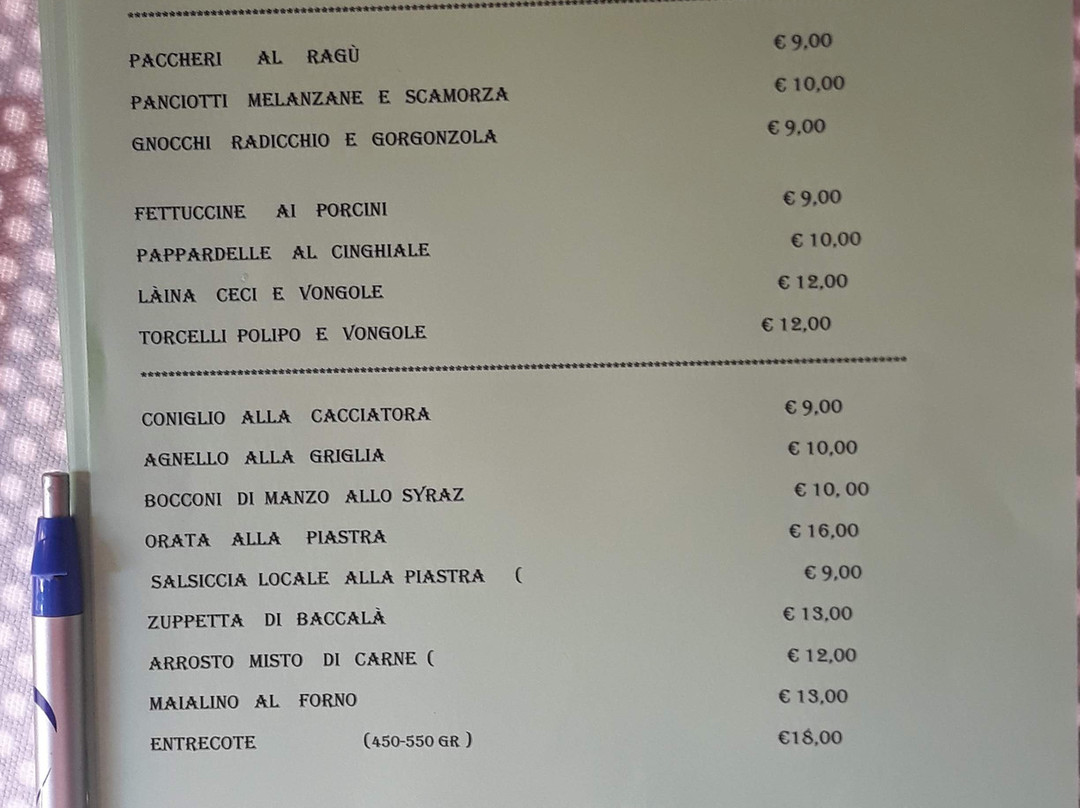 PACCHERI AL RAGÙ € 9,00
PANCIOTTI MELANZANE E SCAMORZA € 10,00
GNOCCHI RADICCHIO E GORGONZOLA € 9,00
FETTUCCINE AI PORCINI € 9,00
PAPPARDELLE AL CINGHIALE € 10,00
LÀINA CECI E VONGOLE € 12,00
TORCELLI POLIPO E VONGOLE € 12,00
CONIGLIO ALLA CACCIATORA € 9,00
AGNELLO ALLA GRIGLIA € 10,00
BOCCONI DI MANZO ALLO SYRAZ € 10, 00
ORATA ALLA PIASTRA € 16,00
SALSICCIA LOCALE ALLA PIASTRA ( € 9,00
ZUPPETTA DI BACCALÀ € 13,00
ARROSTO MISTO DI CARNE ( € 12,00
MAIALINO AL FORNO € 13,00
ENTRECOTE (450-550 GR ) €18,00